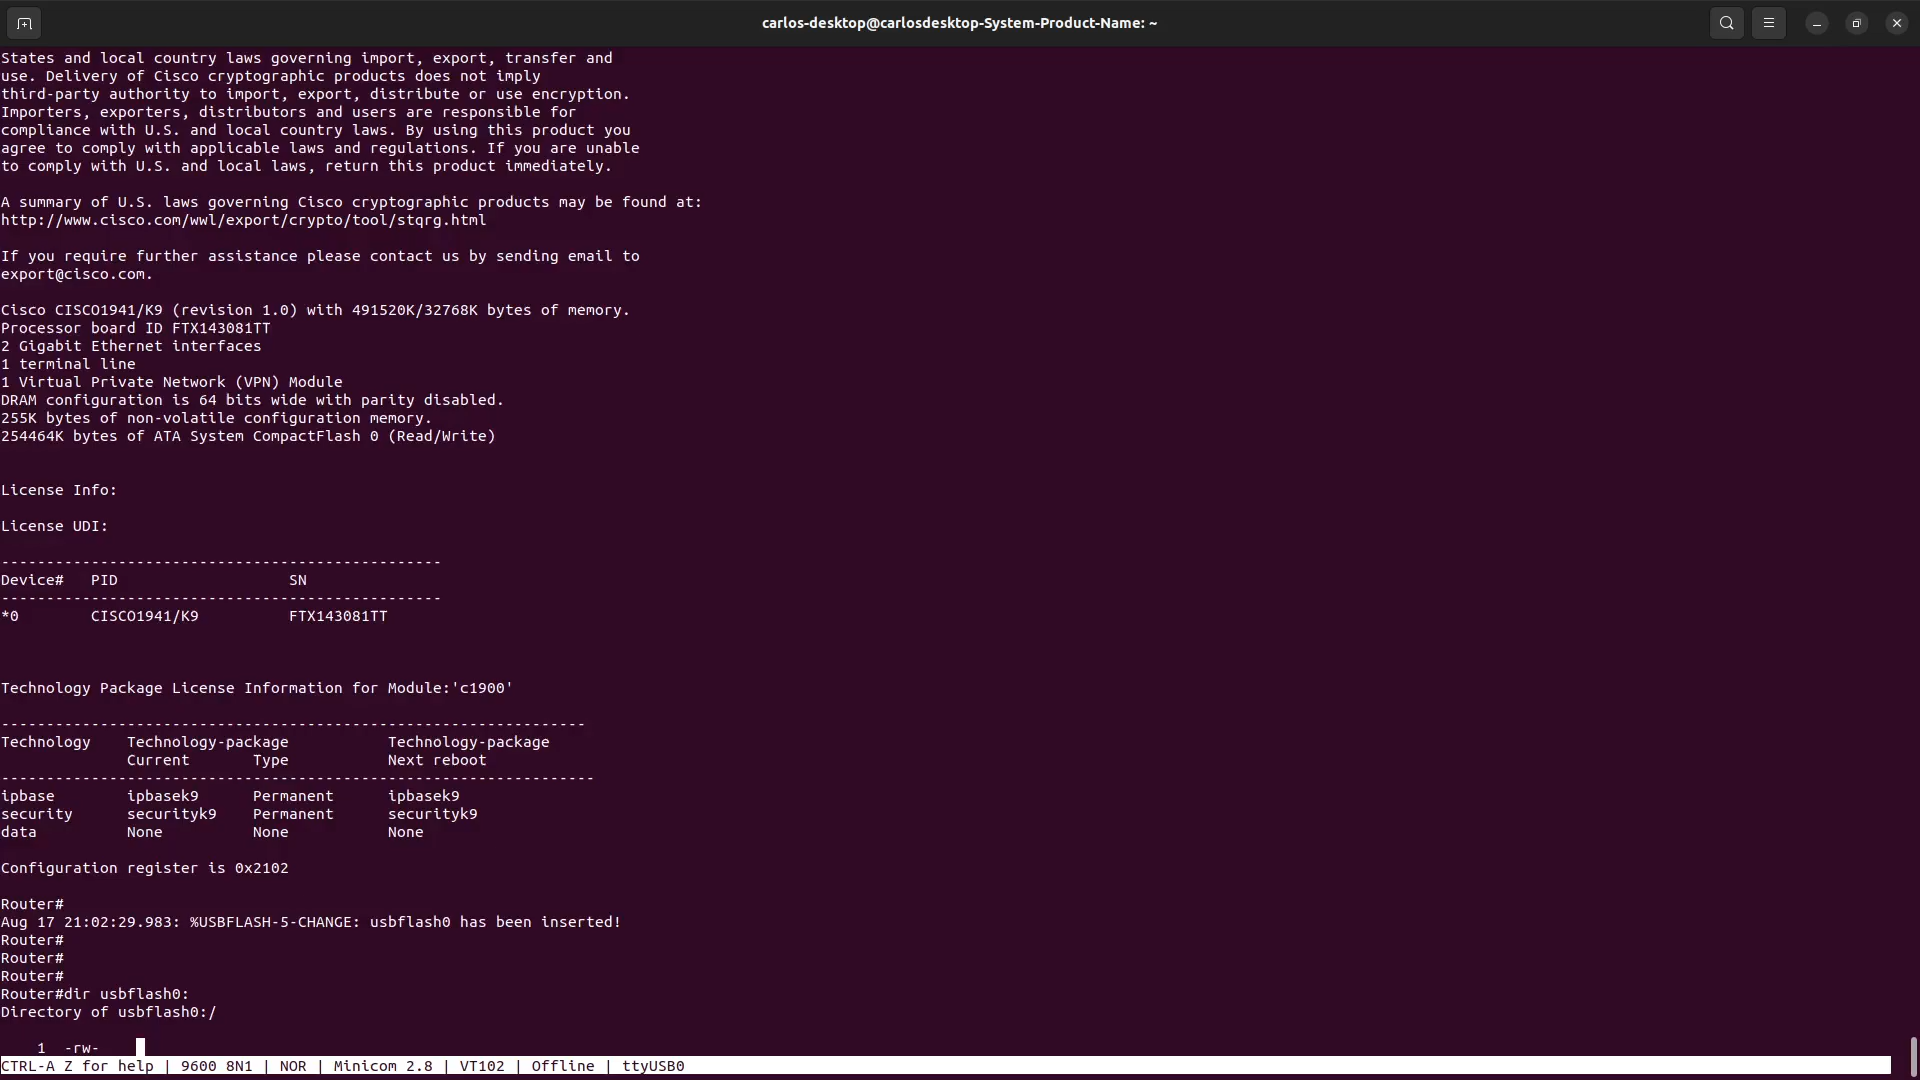 carlos-desktop@carlosdesktop-System-Product-Name: ~
States and local country laws governing import, export, transfer and
use. Delivery of Cisco cryptographic products does not imply
third-party authority to import, export, distribute or use encryption.
Importers, exporters, distributors and users are responsible for
compliance with U.S. and local country laws. By using this product you
agree to comply with applicable laws and regulations. If you are unable
to comply with U.S. and local laws, return this product immediately.
A summary of U.S. laws governing Cisco cryptographic products may be found at:
http://www.cisco.com/wwl/export/crypto/tool/stqrg.html
If you require further assistance please contact us by sending email to
export@cisco.com.
Cisco CISCO1941/K9 (revision 1.0) with 491520K/32768K bytes of memory.
Processor board ID FTX143081TT
2 Gigabit Ethernet interfaces
1 terminal line
1 Virtual Private Network (VPN) Module
DRAM configuration is 64 bits wide with parity disabled.
255K bytes of non-volatile configuration memory.
254464K bytes of ATA System CompactFlash 0 (Read/Write)
License Info:
License UDI:
-------------------------------------------------
Device#   PID                   SN
-------------------------------------------------
*0        CISCO1941/K9          FTX143081TT
Technology Package License Information for Module:'c1900'
-----------------------------------------------------------------
Technology    Technology-package           Technology-package
              Current       Type           Next reboot
------------------------------------------------------------------
ipbase        ipbasek9      Permanent      ipbasek9
security      securityk9    Permanent      securityk9
data          None          None           None
Configuration register is 0x2102
Router#
Aug 17 21:02:29.983: %USBFLASH-5-CHANGE: usbflash0 has been inserted!
Router#
Router#
Router#
Router#dir usbflash0:
Directory of usbflash0:/
    1  -rw-
CTRL-A Z for help | 9600 8N1 | NOR | Minicom 2.8 | VT102 | Offline | ttyUSB0